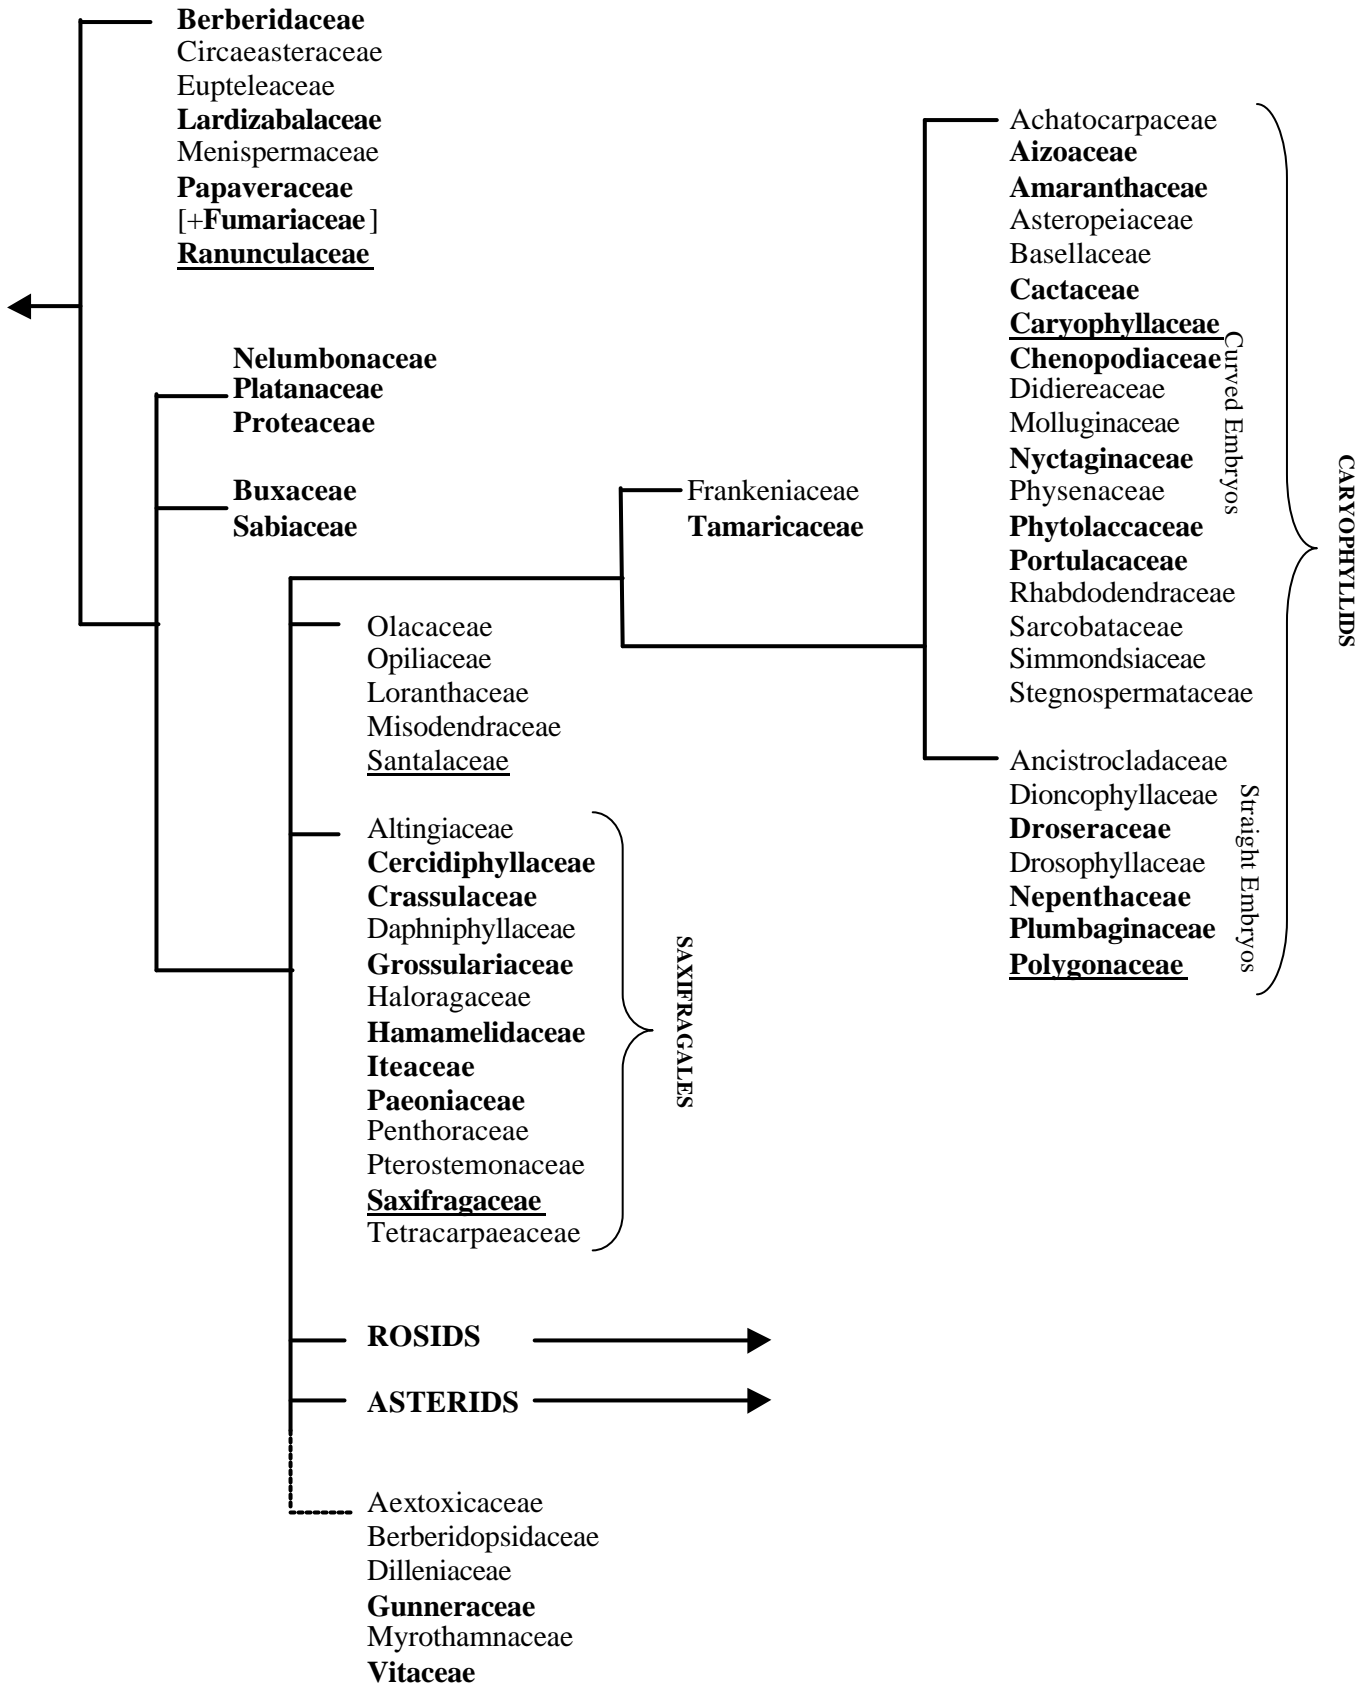 Berberidaceae
Circaeasteraceae
Eupteleaceae
Lardizabalaceae
Menispermaceae
Papaveraceae
[+Fumariaceae]
Ranunculaceae
Nelumbonaceae
Platanaceae
Proteaceae
Buxaceae
Sabiaceae
Frankeniaceae
Tamaricaceae
Achatocarpaceae
Aizoaceae
Amaranthaceae
Asteropeiaceae
Basellaceae
Cactaceae
Caryophyllaceae
Chenopodiaceae
Didiereaceae
Molluginaceae
Nyctaginaceae
Physenaceae
Phytolaccaceae
Portulacaceae
Rhabdodendraceae
Sarcobataceae
Simmondsiaceae
Stegnospermataceae
Curved Embryos
Ancistrocladaceae
Dioncophyllaceae
Droseraceae
Drosophyllaceae
Nepenthaceae
Plumbaginaceae
Polygonaceae
Straight Embryos
CARYOPHYLLIDS
Olacaceae
Opiliaceae
Loranthaceae
Misodendraceae
Santalaceae
Altingiaceae
Cercidiphyllaceae
Crassulaceae
Daphniphyllaceae
Grossulariaceae
Haloragaceae
Hamamelidaceae
Iteaceae
Paeoniaceae
Penthoraceae
Pterostemonaceae
Saxifragaceae
Tetracarpaeaceae
SAXIFRAGALES
ROSIDS
ASTERIDS
Aextoxicaceae
Berberidopsidaceae
Dilleniaceae
Gunneraceae
Myrothamnaceae
Vitaceae